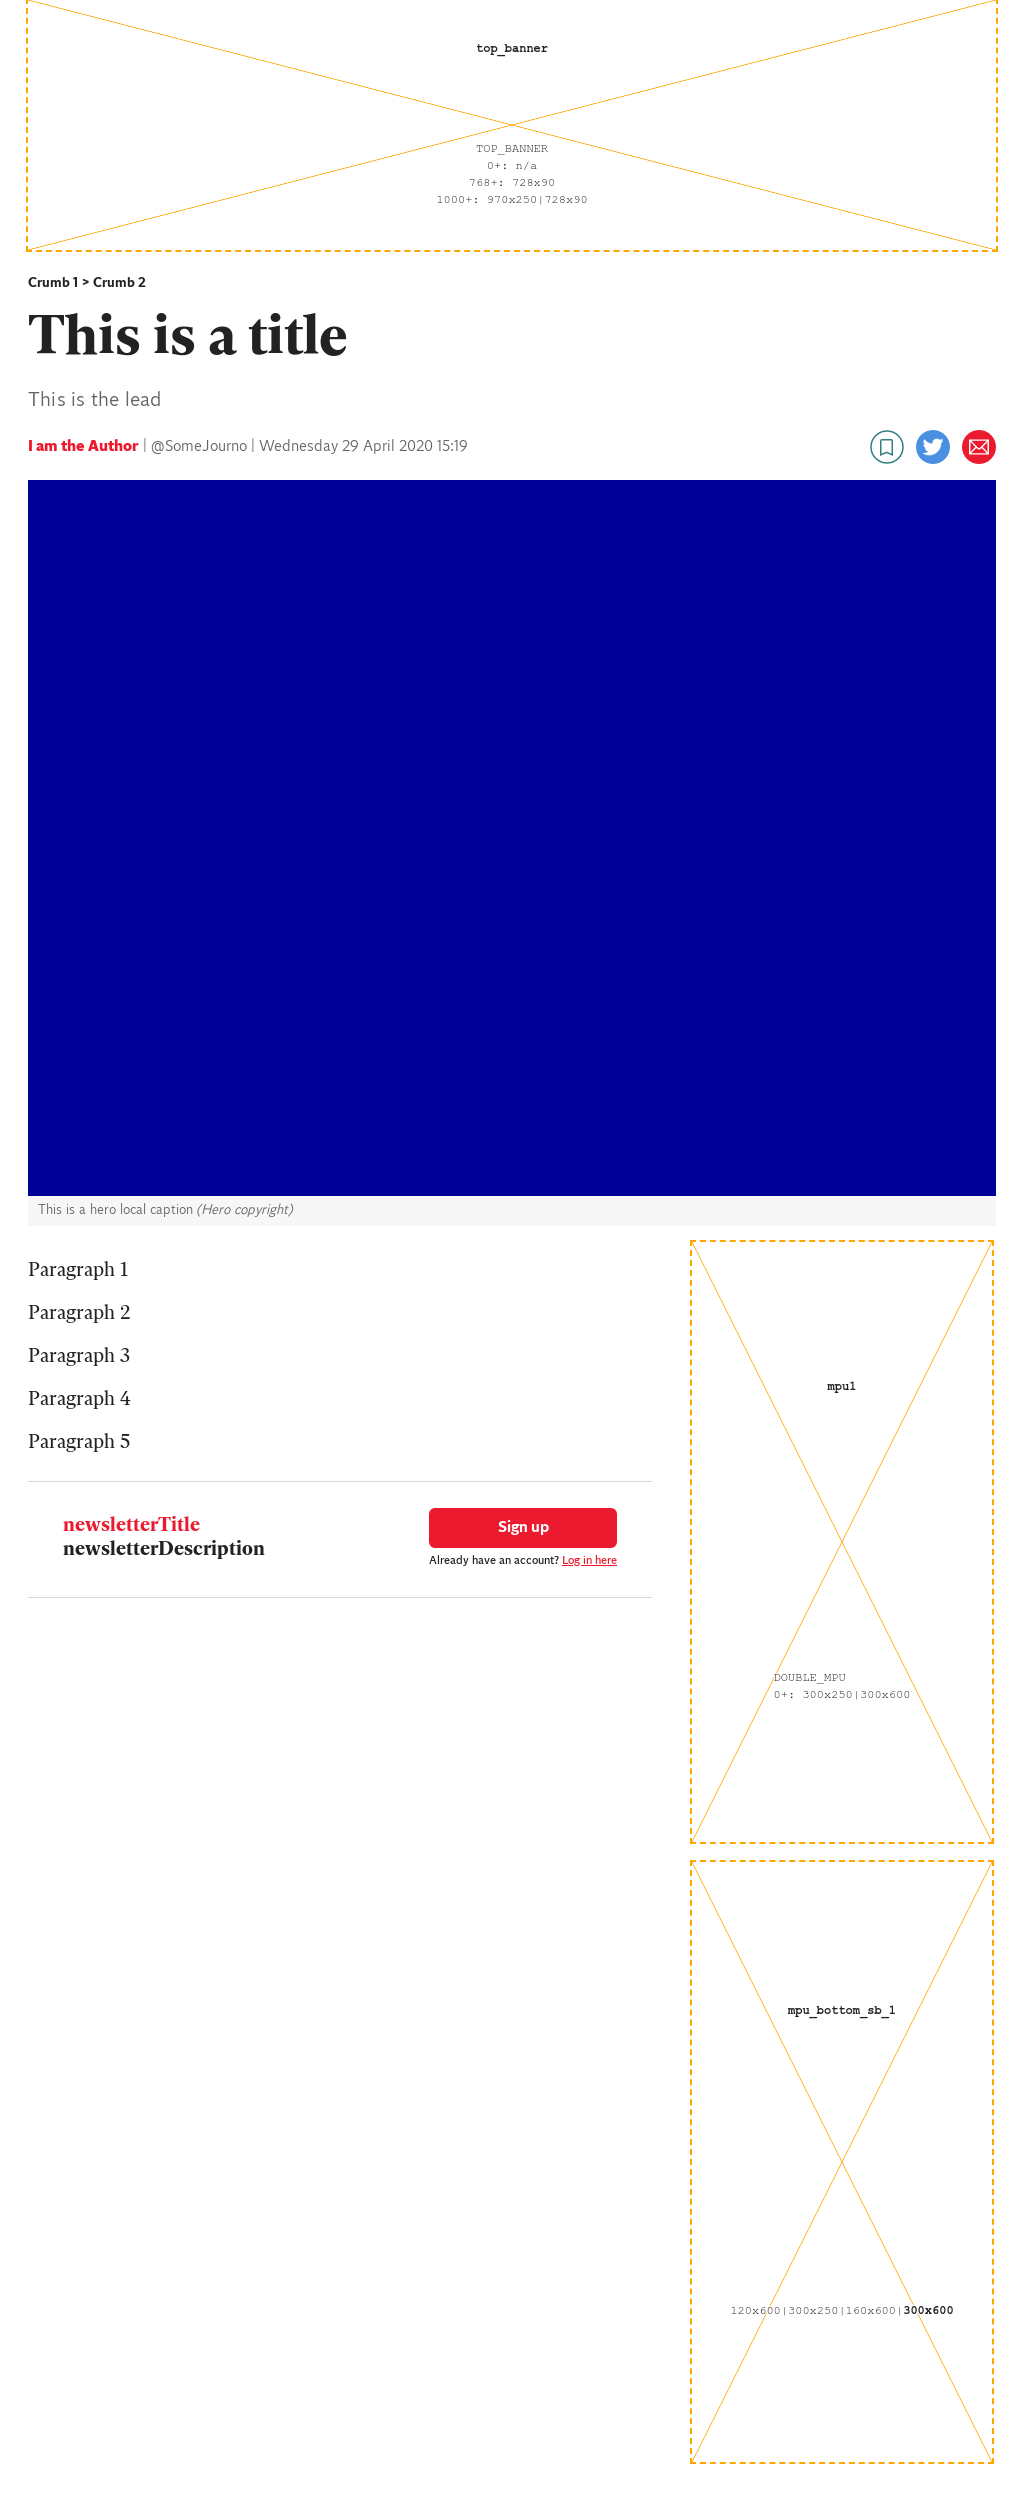 top_banner
TOP_BANNER
0+: n/a
768+: 728x90
1000+: 970x250|728x90
Crumb 1 > Crumb 2
This is a title
This is the lead
I am the Author | @SomeJourno | Wednesday 29 April 2020 15:19
This is a hero local caption (Hero copyright)
Paragraph 1
Paragraph 2
Paragraph 3
Paragraph 4
Paragraph 5
newsletterTitle
newsletterDescription
Sign up
Already have an account? Log in here
mpu1
DOUBLE_MPU
0+: 300x250|300x600
mpu_bottom_sb_1
120x600|300x250|160x600|300x600